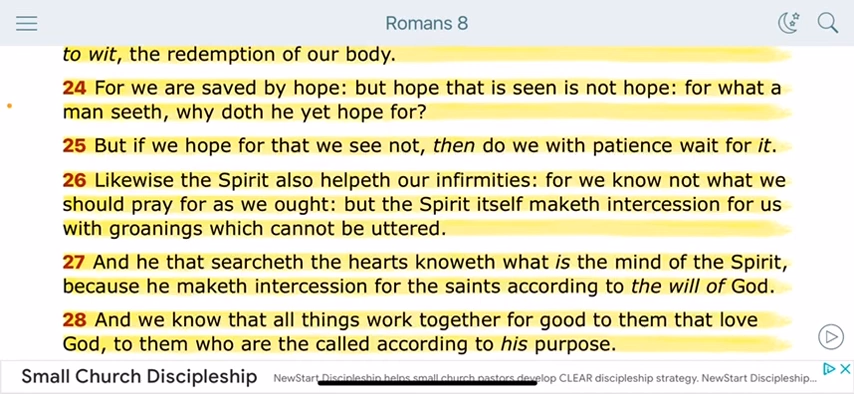 Romans 8
to wit, the redemption of our body.
24 For we are saved by hope: but hope that is seen is not hope: for what a
man seeth, why doth he yet hope for?
25 But if we hope for that we see not, then do we with patience wait for it.
26 Likewise the Spirit also helpeth our infirmities: for we know not what we
should pray for as we ought: but the Spirit itself maketh intercession for us
with groanings which cannot be uttered.
27 And he that searcheth the hearts knoweth what is the mind of the Spirit,
because he maketh intercession for the saints according to the will of God.
28 And we know that all things work together for good to them that love
God, to them who are the called according to his purpose.
Small Church Discipleship NewStart Discipleship helps small church pastors develop CLEAR discipleship strategy. NewStart Discipleship...